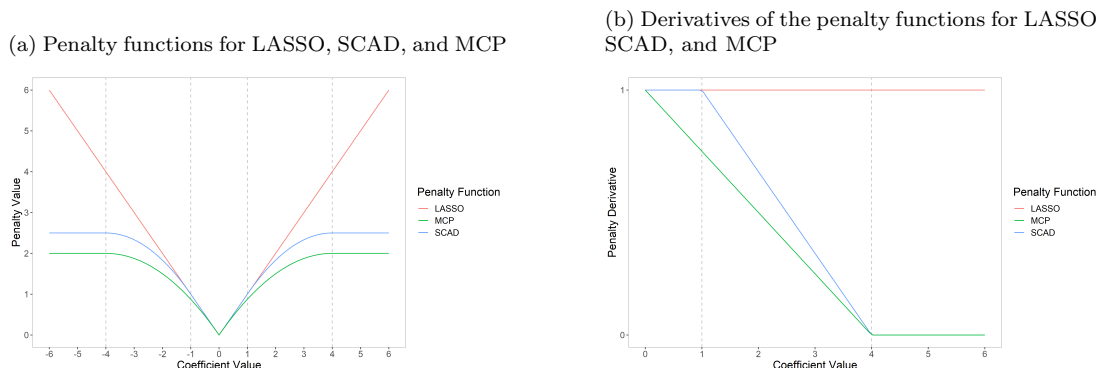 (a) Penalty functions for LASSO, SCAD, and MCP
6
5
4
3
2
1
0
Penalty Value
-6 -5 -4 -3 -2 -1 0 1 2 3 4 5 6
Coefficient Value
Penalty Function
LASSO
MCP
SCAD
(b) Derivatives of the penalty functions for LASSO
SCAD, and MCP
1
0
Penalty Derivative
0 1 2 3 4 5 6
Coefficient Value
Penalty Function
LASSO
MCP
SCAD